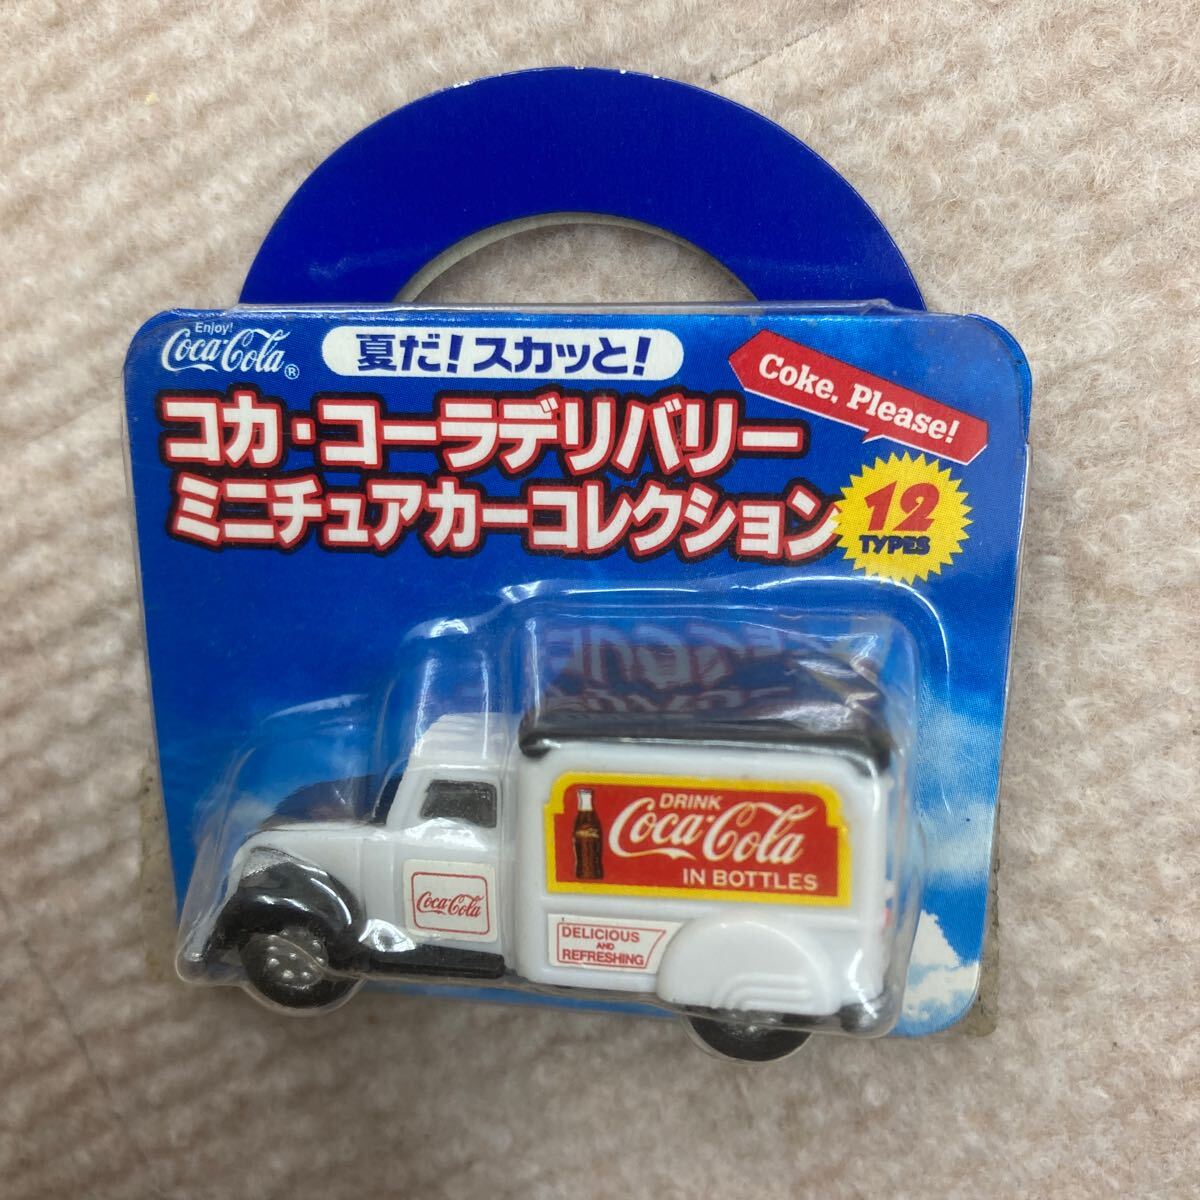 Enjoy!
Coca-Cola®
夏だ！スカッと！
Coke, Please!
コカ・コーラデリバリー
ミニチュアカーコレクション
12
TYPES
DRINK
Coca-Cola
IN BOTTLES
Coca-Cola
DELICIOUS
AND
REFRESHING